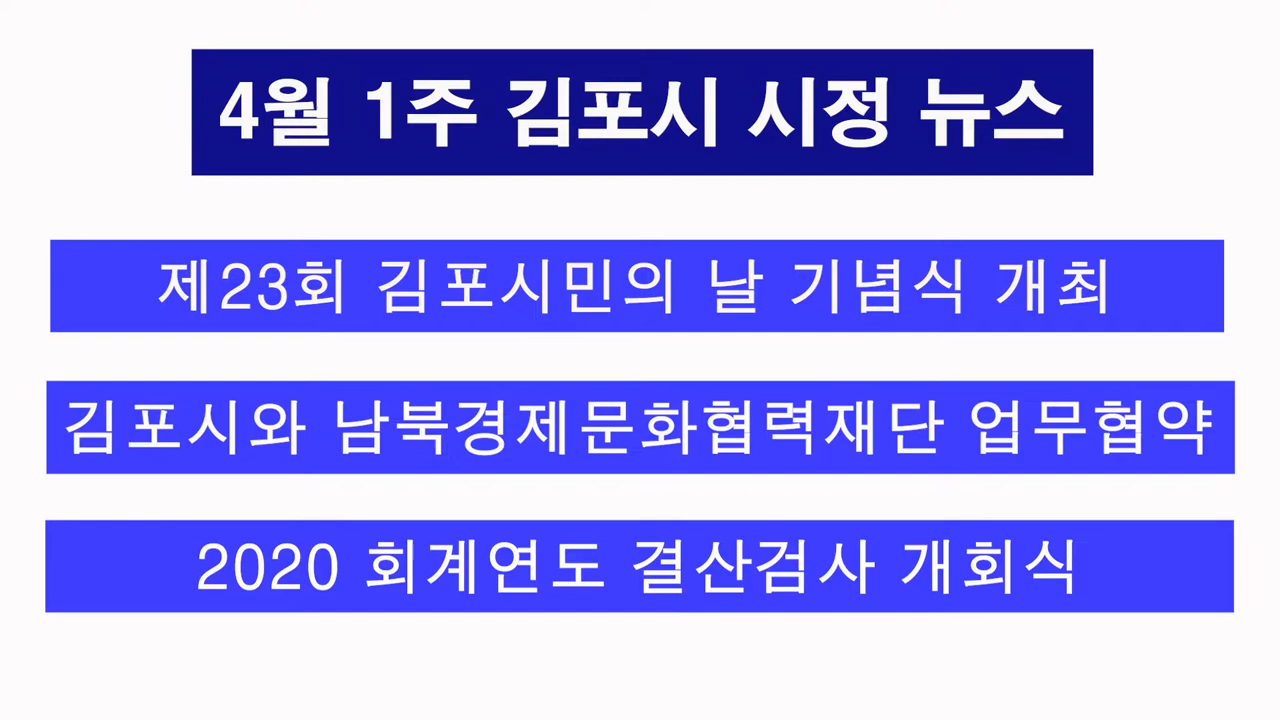 4월 1주 김포시 시정 뉴스
제23회 김포시민의 날 기념식 개최
김포시와 남북경제문화협력재단 업무협약
2020 회계연도 결산검사 개회식